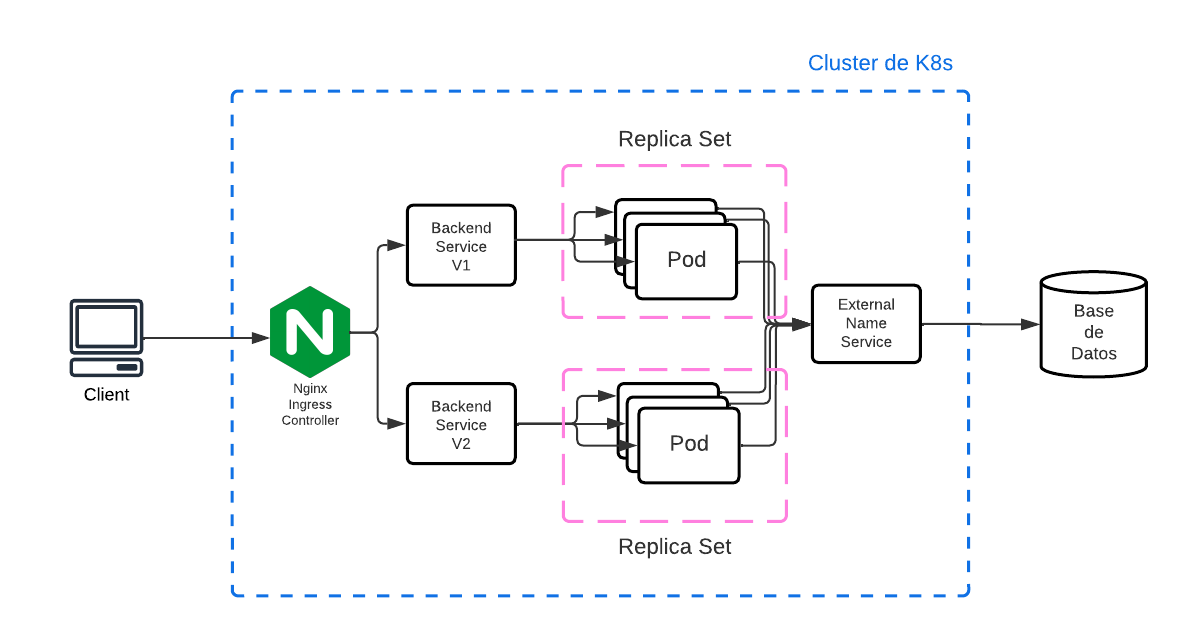 Cluster de K8s
Replica Set
Backend
Service
V1
Pod
Client
Nginx
Ingress
Controller
External
Name
Service
Base
de
Datos
Backend
Service
V2
Pod
Replica Set